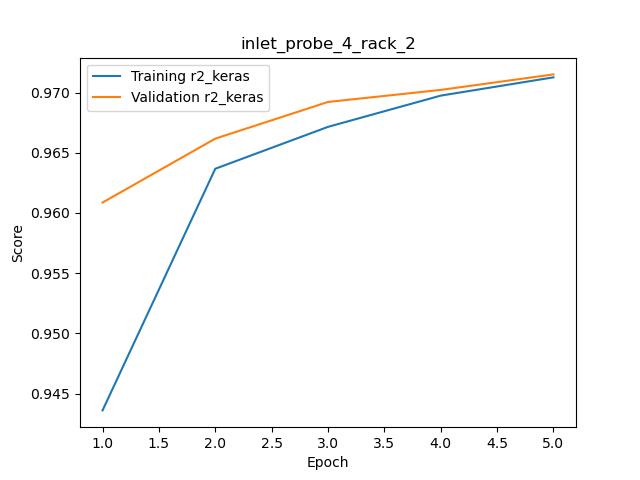 inlet_probe_4_rack_2
Training r2_keras
Validation r2_keras
0.970
0.965
0.960
0.955
0.950
0.945
Score
1.0 1.5 2.0 2.5 3.0 3.5 4.0 4.5 5.0
Epoch